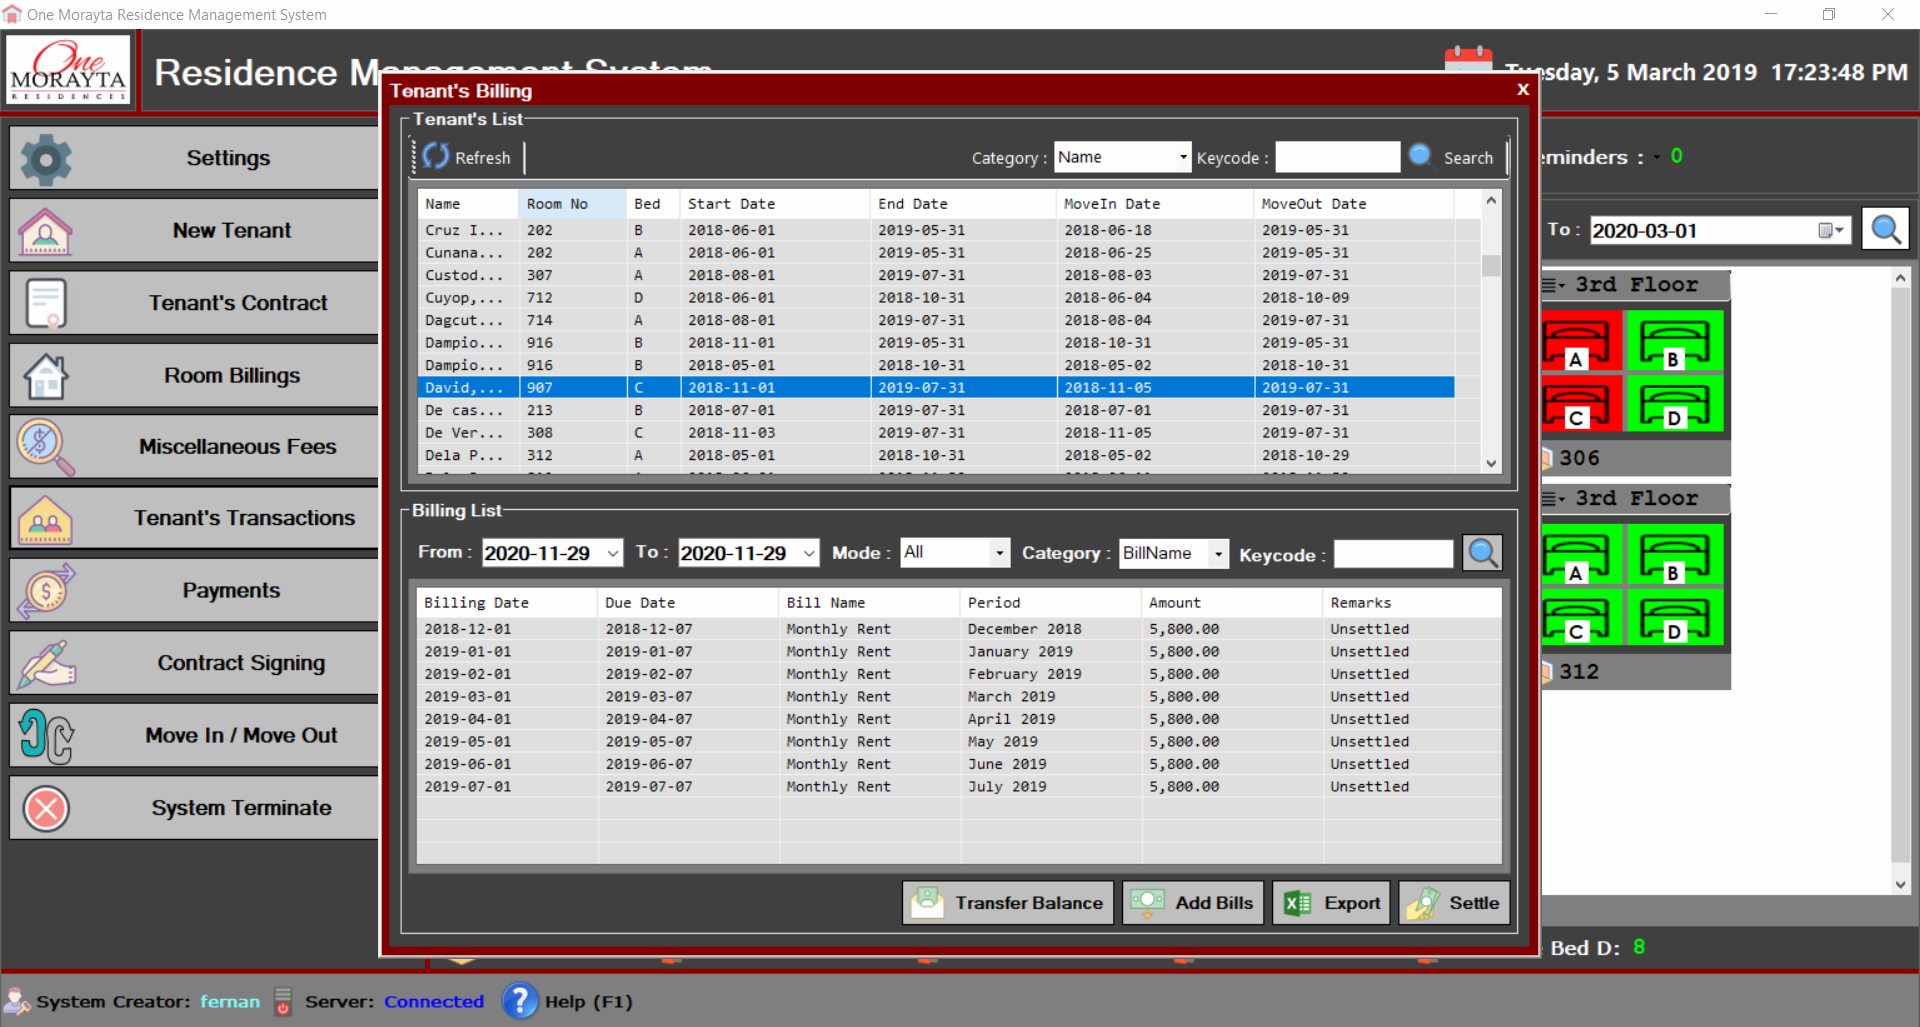 One Morayta Residence Management System
One
MORAYTA
RESIDENCES
Residence Management System
Tuesday, 5 March 2019 17:23:48 PM
Settings
New Tenant
Tenant's Contract
Room Billings
Miscellaneous Fees
Tenant's Transactions
Payments
Contract Signing
Move In / Move Out
System Terminate
Tenant's Billing X
Tenant's List
Refresh Category : Name Keycode : Search
Name Room No Bed Start Date End Date MoveIn Date MoveOut Date
Cruz I... 202 B 2018-06-01 2019-05-31 2018-06-18 2019-05-31
Cunana... 202 A 2018-06-01 2019-05-31 2018-06-25 2019-05-31
Custod... 307 A 2018-08-01 2019-07-31 2018-08-03 2019-07-31
Cuyop,... 712 D 2018-06-01 2018-10-31 2018-06-04 2018-10-09
Dagcut... 714 A 2018-08-01 2019-07-31 2018-08-04 2019-07-31
Dampio... 916 B 2018-11-01 2019-05-31 2018-10-31 2019-05-31
Dampio... 916 B 2018-05-01 2018-10-31 2018-05-02 2018-10-31
David,... 907 C 2018-11-01 2019-07-31 2018-11-05 2019-07-31
De cas... 213 B 2018-07-01 2019-07-31 2018-07-01 2019-07-31
De Ver... 308 C 2018-11-03 2019-07-31 2018-11-05 2019-07-31
Dela P... 312 A 2018-05-01 2018-10-31 2018-05-02 2018-10-29
Billing List
From : 2020-11-29 To : 2020-11-29 Mode : All Category : BillName Keycode :
Billing Date Due Date Bill Name Period Amount Remarks
2018-12-01 2018-12-07 Monthly Rent December 2018 5,800.00 Unsettled
2019-01-01 2019-01-07 Monthly Rent January 2019 5,800.00 Unsettled
2019-02-01 2019-02-07 Monthly Rent February 2019 5,800.00 Unsettled
2019-03-01 2019-03-07 Monthly Rent March 2019 5,800.00 Unsettled
2019-04-01 2019-04-07 Monthly Rent April 2019 5,800.00 Unsettled
2019-05-01 2019-05-07 Monthly Rent May 2019 5,800.00 Unsettled
2019-06-01 2019-06-07 Monthly Rent June 2019 5,800.00 Unsettled
2019-07-01 2019-07-07 Monthly Rent July 2019 5,800.00 Unsettled
Transfer Balance Add Bills Export Settle
eminders : 0
To : 2020-03-01
3rd Floor
A B
C D
306
3rd Floor
A B
C D
312
Bed D: 8
System Creator: fernan Server: Connected ? Help (F1)